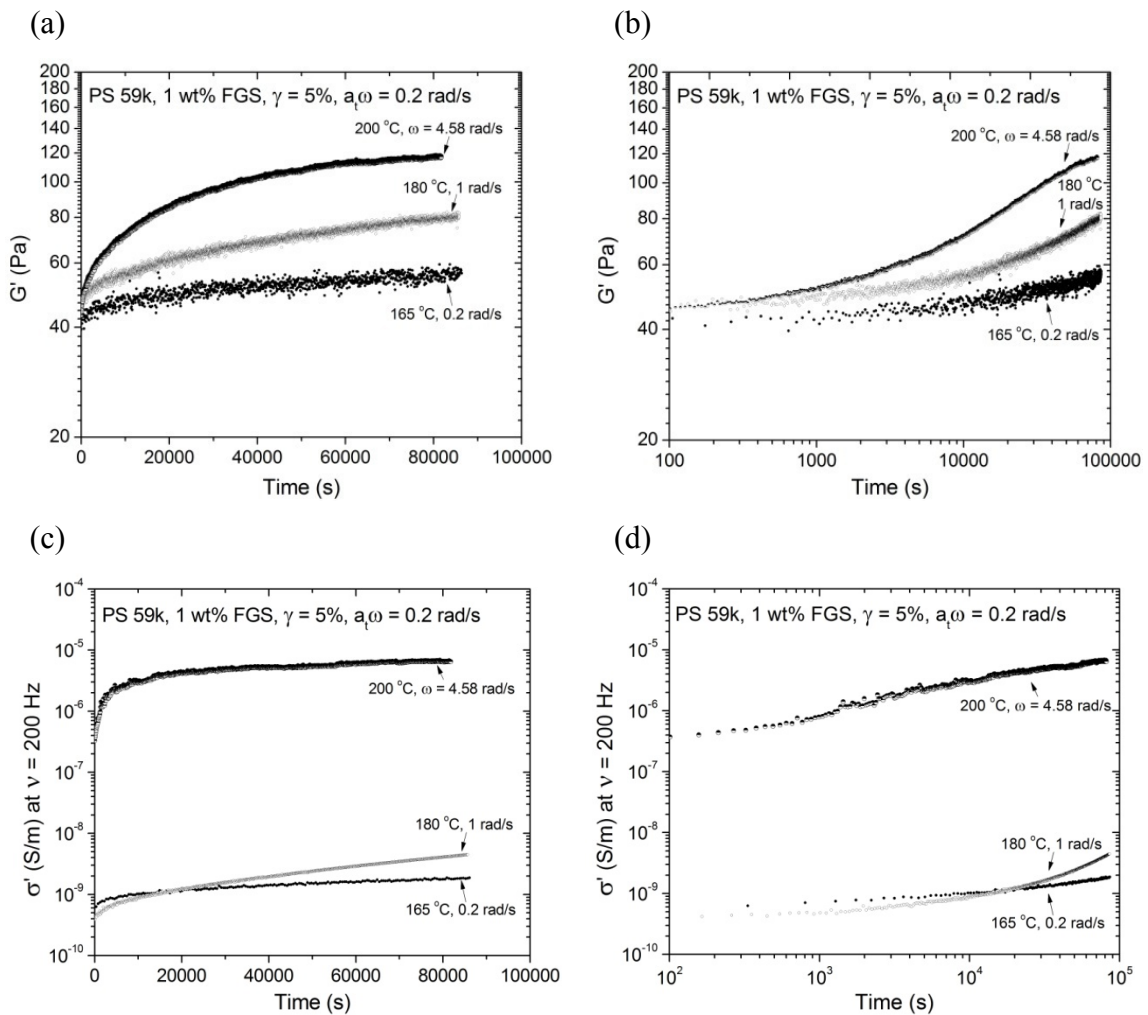 (a)
200
180
160
140
120
100
80
60
40
20
G' (Pa)
PS 59k, 1 wt% FGS, γ = 5%, aₜω = 0.2 rad/s
200 °C, ω = 4.58 rad/s
180 °C, 1 rad/s
165 °C, 0.2 rad/s
0 20000 40000 60000 80000 100000
Time (s)
(b)
200
180
160
140
120
100
80
60
40
20
G' (Pa)
PS 59k, 1 wt% FGS, γ = 5%, aₜω = 0.2 rad/s
200 °C, ω = 4.58 rad/s
180 °C
1 rad/s
165 °C, 0.2 rad/s
100 1000 10000 100000
Time (s)
(c)
10⁻⁴
10⁻⁵
10⁻⁶
10⁻⁷
10⁻⁸
10⁻⁹
10⁻¹⁰
σ' (S/m) at ν = 200 Hz
PS 59k, 1 wt% FGS, γ = 5%, aₜω = 0.2 rad/s
200 °C, ω = 4.58 rad/s
180 °C, 1 rad/s
165 °C, 0.2 rad/s
0 20000 40000 60000 80000 100000
Time (s)
(d)
10⁻⁴
10⁻⁵
10⁻⁶
10⁻⁷
10⁻⁸
10⁻⁹
10⁻¹⁰
σ' (S/m) at ν = 200 Hz
PS 59k, 1 wt% FGS, γ = 5%, aₜω = 0.2 rad/s
200 °C, ω = 4.58 rad/s
180 °C, 1 rad/s
165 °C, 0.2 rad/s
10² 10³ 10⁴ 10⁵
Time (s)